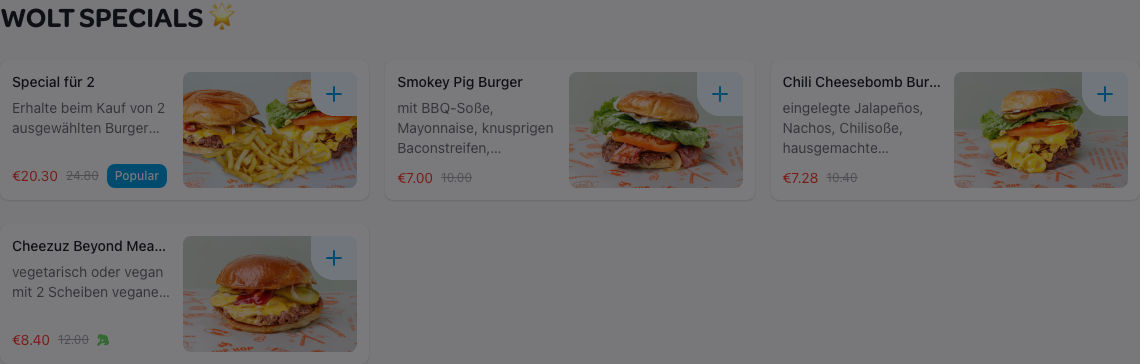 WOLT SPECIALS 🌟
Special für 2
Erhalte beim Kauf von 2
ausgewählten Burger...
€20.30 24.80 Popular
Smokey Pig Burger
mit BBQ-Soße,
Mayonnaise, knusprigen
Baconstreifen,...
€7.00 10.00
Chili Cheesebomb Bur...
eingelegte Jalapeños,
Nachos, Chilisoße,
hausgemachte...
€7.28 10.40
Cheezuz Beyond Mea...
vegetarisch oder vegan
mit 2 Scheiben vegane...
€8.40 12.00